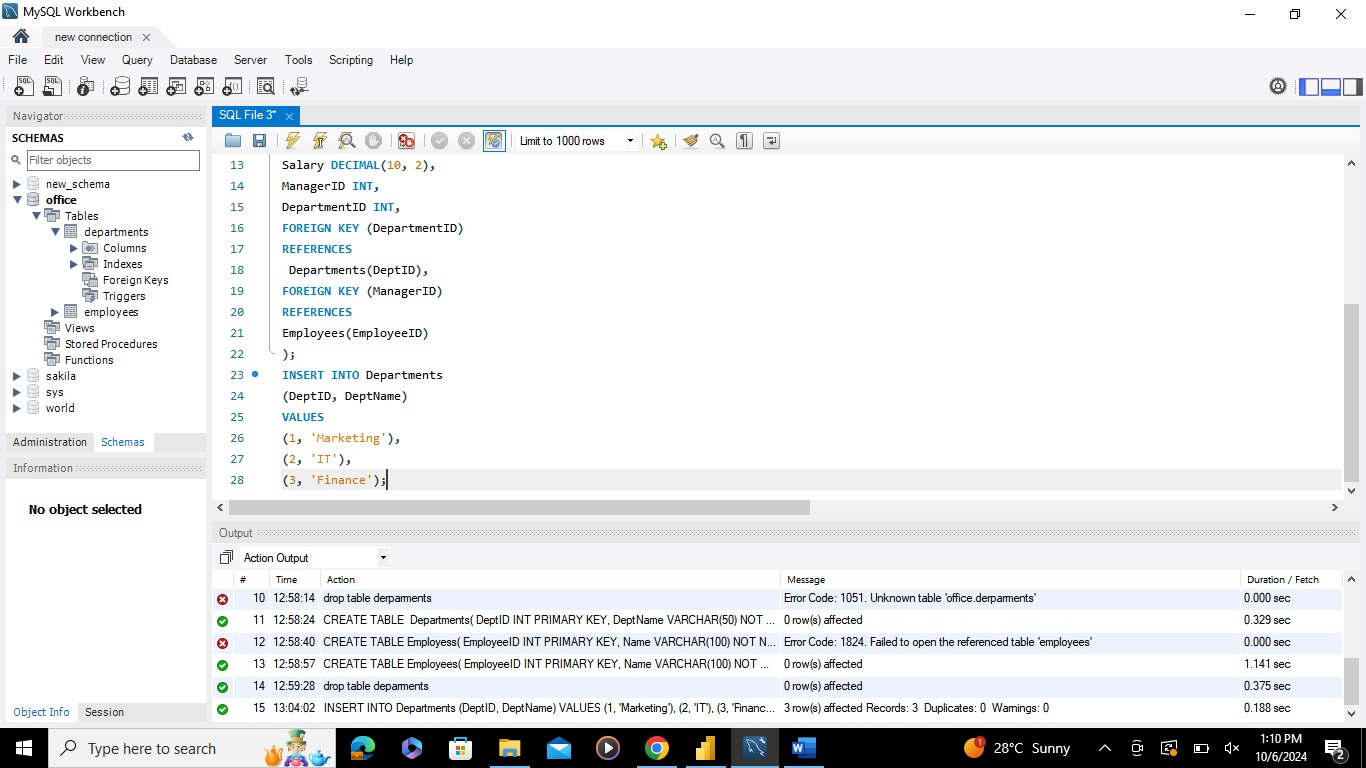 MySQL Workbench
new connection
File Edit View Query Database Server Tools Scripting Help
Navigator
SCHEMAS
Filter objects
new_schema
office
Tables
departments
Columns
Indexes
Foreign Keys
Triggers
employees
Views
Stored Procedures
Functions
sakila
sys
world
Administration Schemas
Information
No object selected
Object Info Session
SQL File 3*
Limit to 1000 rows
13 Salary DECIMAL(10, 2),
14 ManagerID INT,
15 DepartmentID INT,
16 FOREIGN KEY (DepartmentID)
17 REFERENCES
18 Departments(DeptID),
19 FOREIGN KEY (ManagerID)
20 REFERENCES
21 Employees(EmployeeID)
22 );
23 INSERT INTO Departments
24 (DeptID, DeptName)
25 VALUES
26 (1, 'Marketing'),
27 (2, 'IT'),
28 (3, 'Finance');
Output
Action Output
# Time Action Message Duration / Fetch
10 12:58:14 drop table derparments Error Code: 1051. Unknown table 'office.derparments' 0.000 sec
11 12:58:24 CREATE TABLE Departments( DeptID INT PRIMARY KEY, DeptName VARCHAR(50) NOT ... 0 row(s) affected 0.329 sec
12 12:58:40 CREATE TABLE Employess( EmployeeID INT PRIMARY KEY, Name VARCHAR(100) NOT N... Error Code: 1824. Failed to open the referenced table 'employees' 0.000 sec
13 12:58:57 CREATE TABLE Employees( EmployeeID INT PRIMARY KEY, Name VARCHAR(100) NOT ... 0 row(s) affected 1.141 sec
14 12:59:28 drop table deparments 0 row(s) affected 0.375 sec
15 13:04:02 INSERT INTO Departments (DeptID, DeptName) VALUES (1, 'Marketing'), (2, 'IT'), (3, 'Financ... 3 row(s) affected Records: 3 Duplicates: 0 Warnings: 0 0.188 sec
Type here to search
28°C Sunny
1:10 PM
10/6/2024